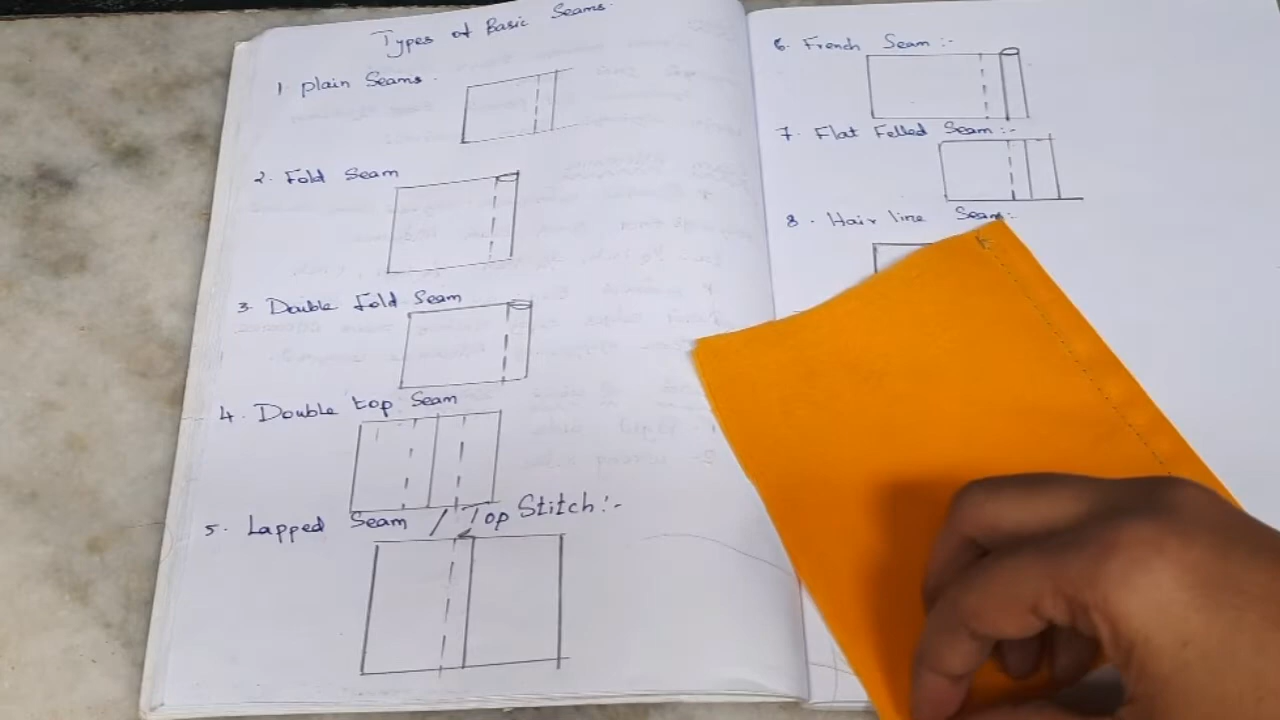 Types of Basic Seams.
1 Plain Seams.
2. Fold Seam
3. Double fold Seam
4. Double top Seam
5. Lapped Seam / Top Stitch:-
6. French Seam:-
7. Flat Felled Seam:-
8. Hair line Seam:-